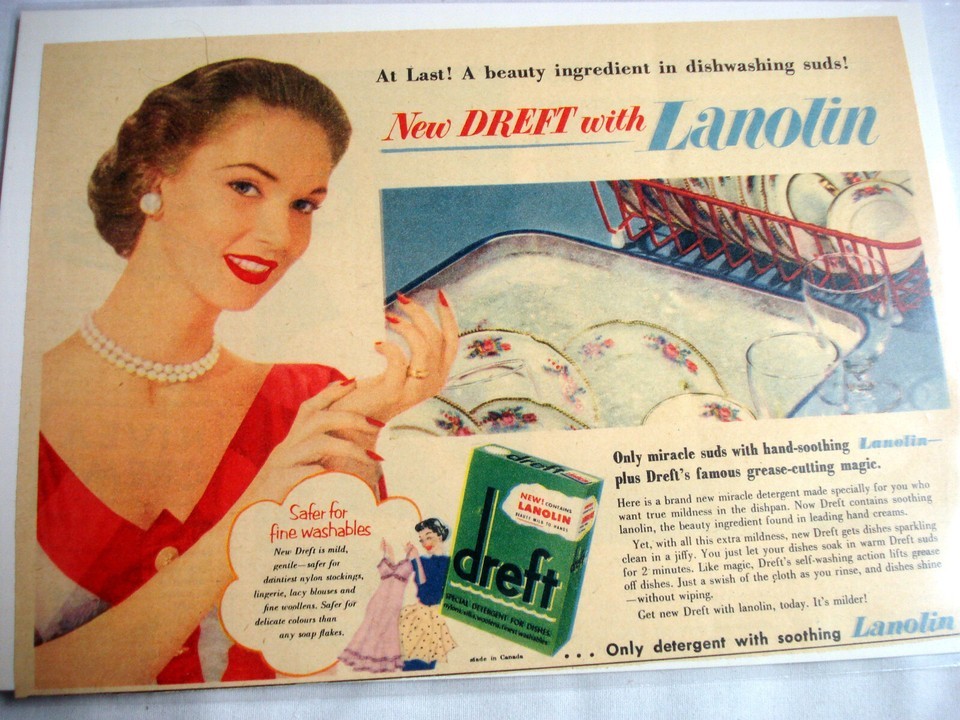 At Last! A beauty ingredient in dishwashing suds!
New DREFT with Lanolin
Only miracle suds with hand-soothing Lanolin—
plus Dreft's famous grease-cutting magic.
Here is a brand new miracle detergent made specially for you who
want true mildness in the dishpan. Now Dreft contains soothing
lanolin, the beauty ingredient found in leading hand creams.
Yet, with all this extra mildness, new Dreft gets dishes sparkling
clean in a jiffy. You just let your dishes soak in warm Dreft suds
for 2 minutes. Like magic, Dreft's self-washing action lifts grease
off dishes. Just a swish of the cloth as you rinse, and dishes shine
—without wiping.
Get new Dreft with lanolin, today. It's milder!
Safer for
fine washables
New Dreft is mild,
gentle—safer for
daintiest nylon stockings,
lingerie, lacy blouses and
fine woollens. Safer for
delicate colours than
any soap flakes.
dreft
NEW! CONTAINS
LANOLIN
dreft
SPECIAL DETERGENT FOR DISHES
made in Canada
... Only detergent with soothing Lanolin